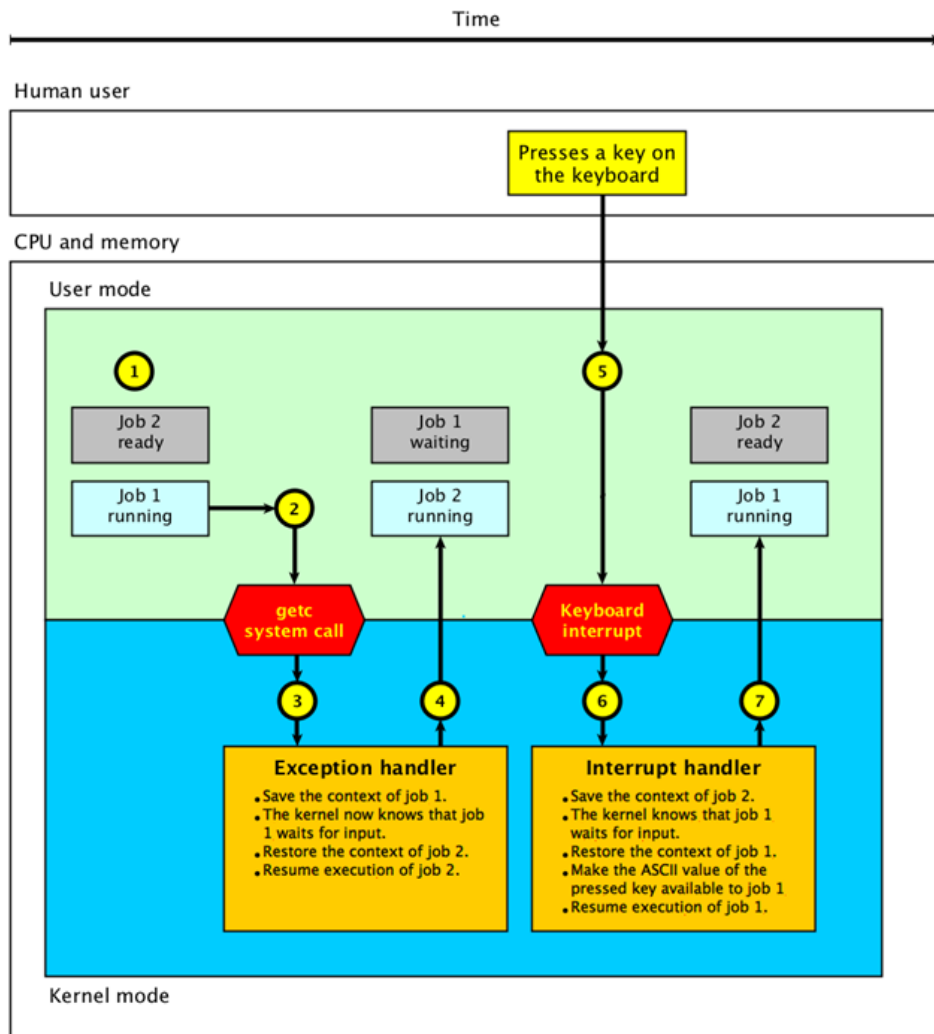 Time
Human user
Presses a key on
the keyboard
CPU and memory
User mode
1
5
Job 2
ready
Job 1
waiting
Job 2
ready
Job 1
running
2
Job 2
running
Job 1
running
getc
system call
Keyboard
interrupt
3
4
6
7
Exception handler
• Save the context of job 1.
• The kernel now knows that job
1 waits for input.
• Restore the context of job 2.
• Resume execution of job 2.
Interrupt handler
• Save the context of job 2.
• The kernel knows that job 1
waits for input.
• Restore the context of job 1.
• Make the ASCII value of the
pressed key available to job 1
• Resume execution of job 1.
Kernel mode